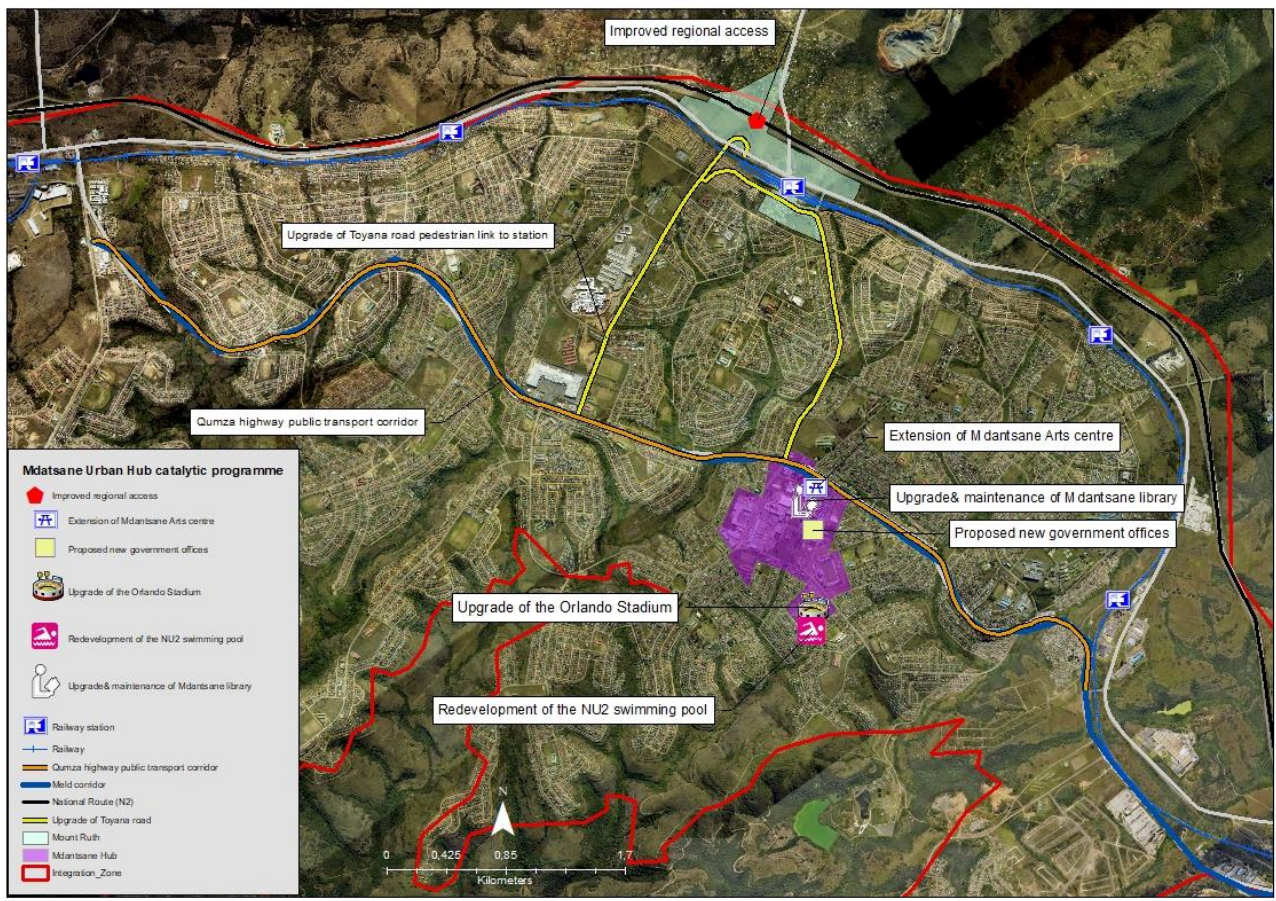 Improved regional access
Upgrade of Toyana road pedestrian link to station
Qumza highway public transport corridor
Extension of Mdantsane Arts centre
Upgrade& maintenance of Mdantsane library
Proposed new government offices
Upgrade of the Orlando Stadium
Redevelopment of the NU2 swimming pool
Mdatsane Urban Hub catalytic programme
Improved regional access
Extension of Mdantsane Arts centre
Proposed new government offices
Upgrade of the Orlando Stadium
Redevelopment of the NU2 swimming pool
Upgrade& maintenance of Mdantsane library
Railway station
Railway
Qumza highway public transport corridor
Meld corridor
National Route (N2)
Upgrade of Toyana road
Mount Ruth
Mdantsane Hub
Integration_Zone
N
0 0,425 0,85 1,7
Kilometers